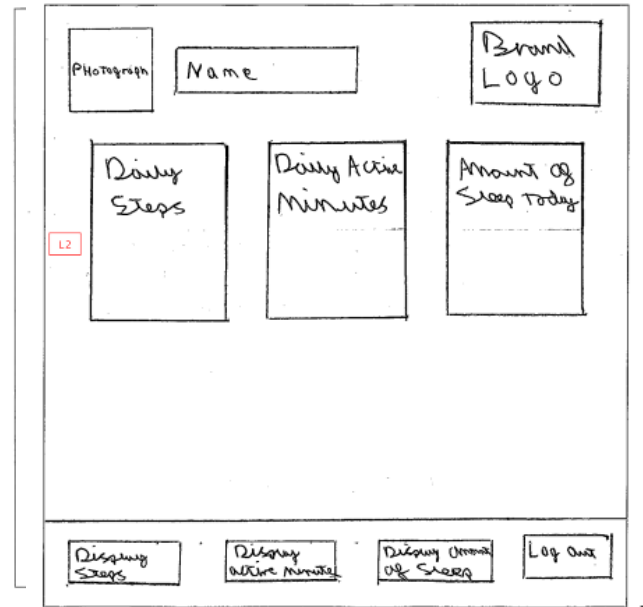 PHotograph
Name
Brand
Logo
Daily
Steps
Daily Active
Minutes
Amount of
Sleep Today
L2
Display
Steps
Display
active minutes
Display Amount
of Sleep
Log Out